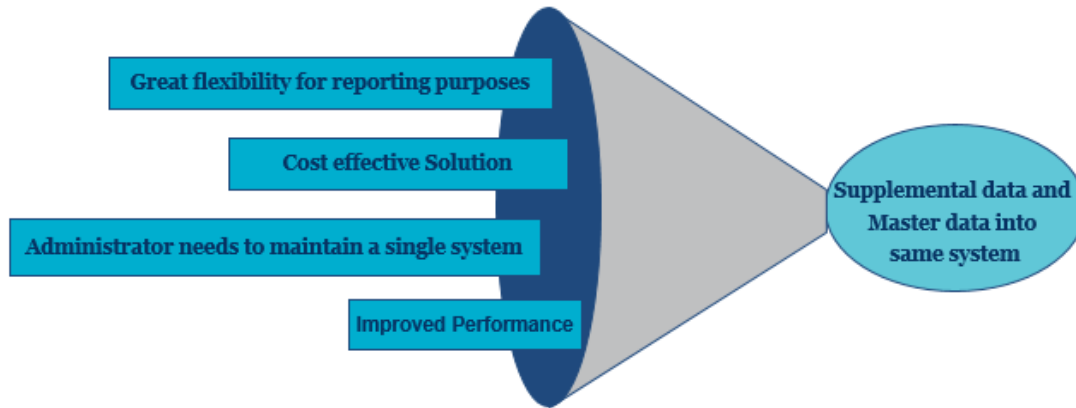 Great flexibility for reporting purposes
Cost effective Solution
Administrator needs to maintain a single system
Improved Performance
Supplemental data and
Master data into
same system